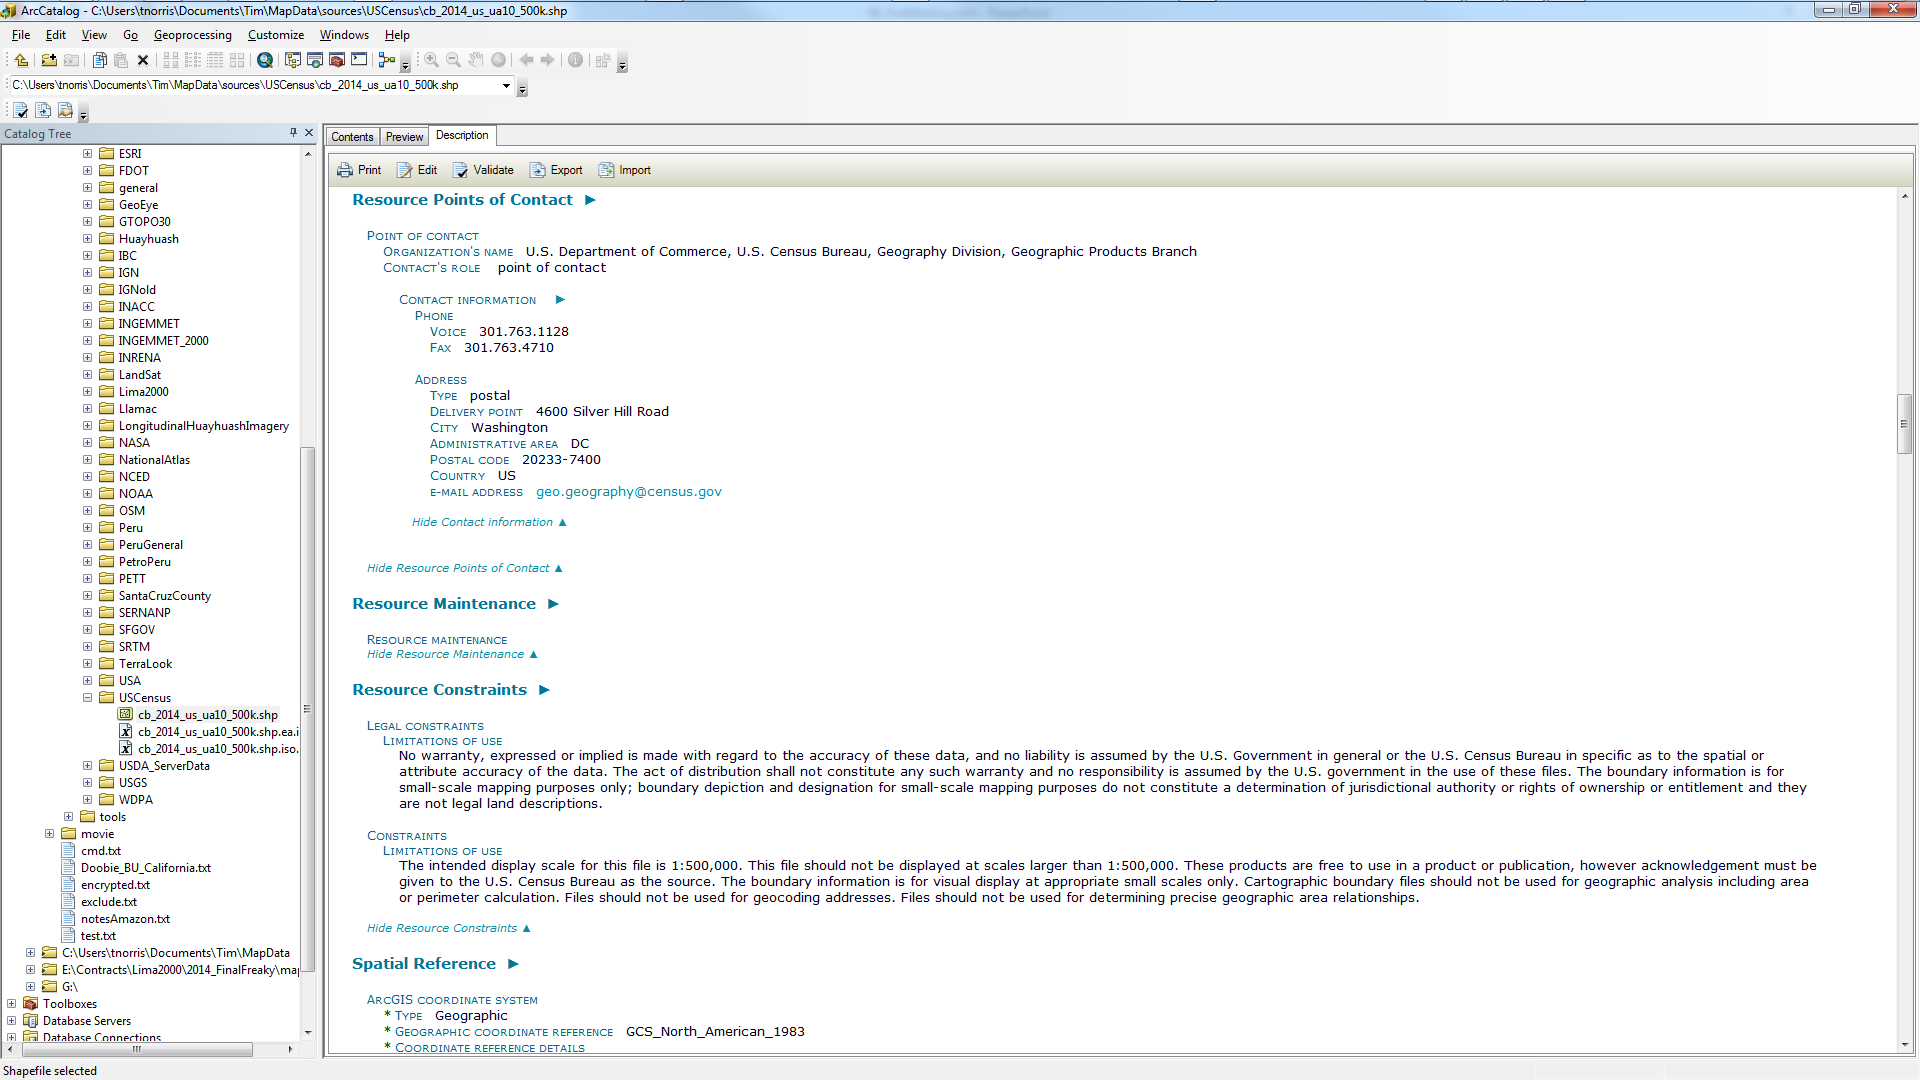 ArcCatalog - C:\Users\tnorris\Documents\Tim\MapData\sources\USCensus\cb_2014_us_ua10_500k.shp
File Edit View Go Geoprocessing Customize Windows Help
C:\Users\tnorris\Documents\Tim\MapData\sources\USCensus\cb_2014_us_ua10_500k.shp
Catalog Tree
ESRI
FDOT
general
GeoEye
GTOPO30
Huayhuash
IBC
IGN
IGNold
INACC
INGEMMET
INGEMMET_2000
INRENA
LandSat
Lima2000
Llamac
LongitudinalHuayhuashImagery
NASA
NationalAtlas
NCED
NOAA
OSM
Peru
PeruGeneral
PetroPeru
PETT
SantaCruzCounty
SERNANP
SFGOV
SRTM
TerraLook
USA
USCensus
cb_2014_us_ua10_500k.shp
cb_2014_us_ua10_500k.shp.ea.i
cb_2014_us_ua10_500k.shp.iso.
USDA_ServerData
USGS
WDPA
tools
movie
cmd.txt
Doobie_BU_California.txt
encrypted.txt
exclude.txt
notesAmazon.txt
test.txt
C:\Users\tnorris\Documents\Tim\MapData
E:\Contracts\Lima2000\2014_FinalFreaky\ma
G:\
Toolboxes
Database Servers
Database Connections
Contents Preview Description
Print Edit Validate Export Import
Resource Points of Contact ►
POINT OF CONTACT
ORGANIZATION'S NAME U.S. Department of Commerce, U.S. Census Bureau, Geography Division, Geographic Products Branch
CONTACT'S ROLE point of contact
CONTACT INFORMATION ►
PHONE
VOICE 301.763.1128
FAX 301.763.4710
ADDRESS
TYPE postal
DELIVERY POINT 4600 Silver Hill Road
CITY Washington
ADMINISTRATIVE AREA DC
POSTAL CODE 20233-7400
COUNTRY US
E-MAIL ADDRESS geo.geography@census.gov
Hide Contact information ▲
Hide Resource Points of Contact ▲
Resource Maintenance ►
RESOURCE MAINTENANCE
Hide Resource Maintenance ▲
Resource Constraints ►
LEGAL CONSTRAINTS
LIMITATIONS OF USE
No warranty, expressed or implied is made with regard to the accuracy of these data, and no liability is assumed by the U.S. Government in general or the U.S. Census Bureau in specific as to the spatial or
attribute accuracy of the data. The act of distribution shall not constitute any such warranty and no responsibility is assumed by the U.S. government in the use of these files. The boundary information is for
small-scale mapping purposes only; boundary depiction and designation for small-scale mapping purposes do not constitute a determination of jurisdictional authority or rights of ownership or entitlement and they
are not legal land descriptions.
CONSTRAINTS
LIMITATIONS OF USE
The intended display scale for this file is 1:500,000. This file should not be displayed at scales larger than 1:500,000. These products are free to use in a product or publication, however acknowledgement must be
given to the U.S. Census Bureau as the source. The boundary information is for visual display at appropriate small scales only. Cartographic boundary files should not be used for geographic analysis including area
or perimeter calculation. Files should not be used for geocoding addresses. Files should not be used for determining precise geographic area relationships.
Hide Resource Constraints ▲
Spatial Reference ►
ARCGIS COORDINATE SYSTEM
* TYPE Geographic
* GEOGRAPHIC COORDINATE REFERENCE GCS_North_American_1983
* COORDINATE REFERENCE DETAILS
Shapefile selected